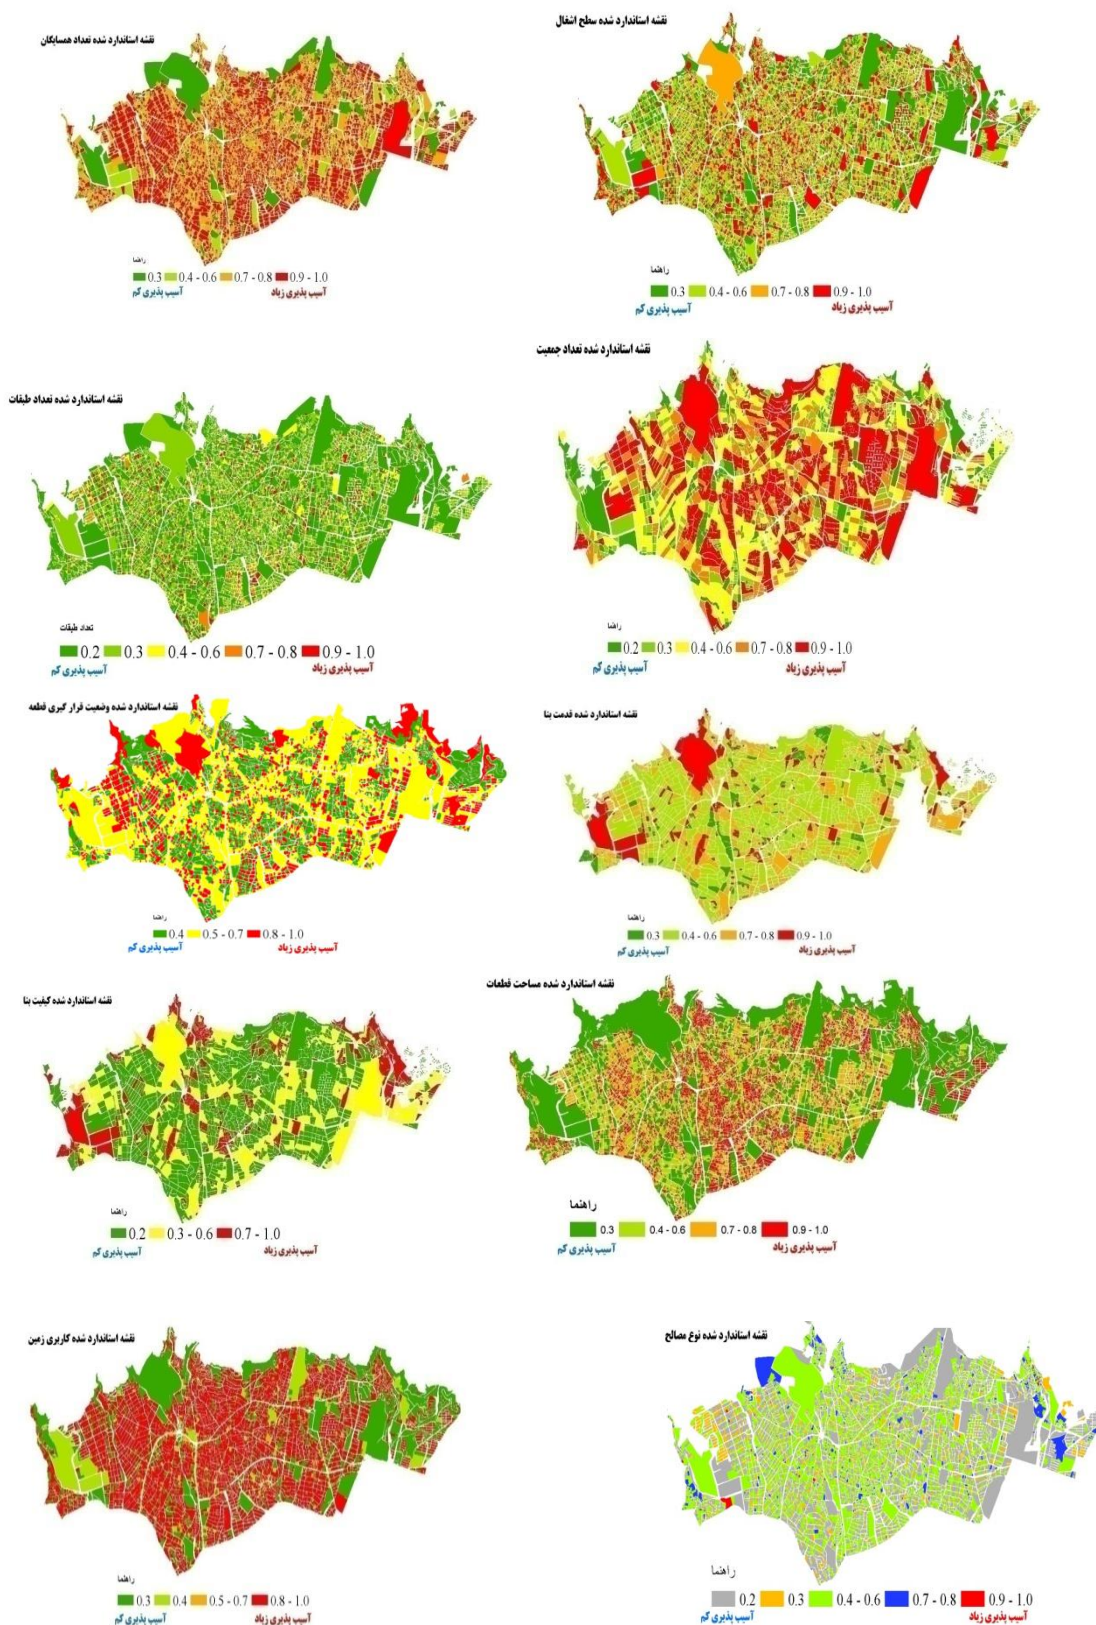 نقشه استاندارد شده تعداد همسایگان
راهنما
0.3 0.4 - 0.6 0.7 - 0.8 0.9 - 1.0
آسیب پذیری کم آسیب پذیری زیاد
نقشه استاندارد شده سطح اشغال
راهنما
0.3 0.4 - 0.6 0.7 - 0.8 0.9 - 1.0
آسیب پذیری کم آسیب پذیری زیاد
نقشه استاندارد شده تعداد طبقات
تعداد طبقات
0.2 0.3 0.4 - 0.6 0.7 - 0.8 0.9 - 1.0
آسیب پذیری کم آسیب پذیری زیاد
نقشه استاندارد شده تعداد جمعیت
راهنما
0.2 0.3 0.4 - 0.6 0.7 - 0.8 0.9 - 1.0
آسیب پذیری کم آسیب پذیری زیاد
نقشه استاندارد شده وضعیت قرار گیری قطعه
راهنما
0.4 0.5 - 0.7 0.8 - 1.0
آسیب پذیری کم آسیب پذیری زیاد
نقشه استاندارد شده قدمت بنا
راهنما
0.3 0.4 - 0.6 0.7 - 0.8 0.9 - 1.0
آسیب پذیری کم آسیب پذیری زیاد
نقشه استاندارد شده کیفیت بنا
راهنما
0.2 0.3 - 0.6 0.7 - 1.0
آسیب پذیری کم آسیب پذیری زیاد
نقشه استاندارد شده مساحت قطعات
راهنما
0.3 0.4 - 0.6 0.7 - 0.8 0.9 - 1.0
آسیب پذیری کم آسیب پذیری زیاد
نقشه استاندارد شده کاربری زمین
راهنما
0.3 0.4 0.5 - 0.7 0.8 - 1.0
آسیب پذیری کم آسیب پذیری زیاد
نقشه استاندارد شده نوع مصالح
راهنما
0.2 0.3 0.4 - 0.6 0.7 - 0.8 0.9 - 1.0
آسیب پذیری کم آسیب پذیری زیاد